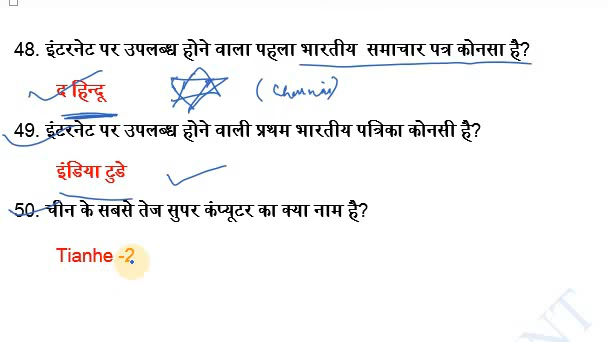 48. इंटरनेट पर उपलब्ध होने वाला पहला भारतीय समाचार पत्र कोनसा है?
द हिन्दू (Chennai)
49. इंटरनेट पर उपलब्ध होने वाली प्रथम भारतीय पत्रिका कोनसी है?
इंडिया टुडे
50. चीन के सबसे तेज सुपर कंप्यूटर का क्या नाम है?
Tianhe -2